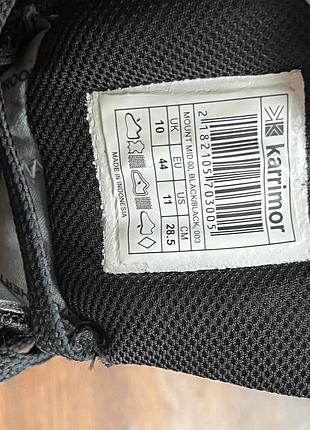 karrimor
2182105703005
MOUNT MID 00, BLACK/BLACK, 003
UK EU US CM
10 44 11 28.5
MADE IN INDONESIA